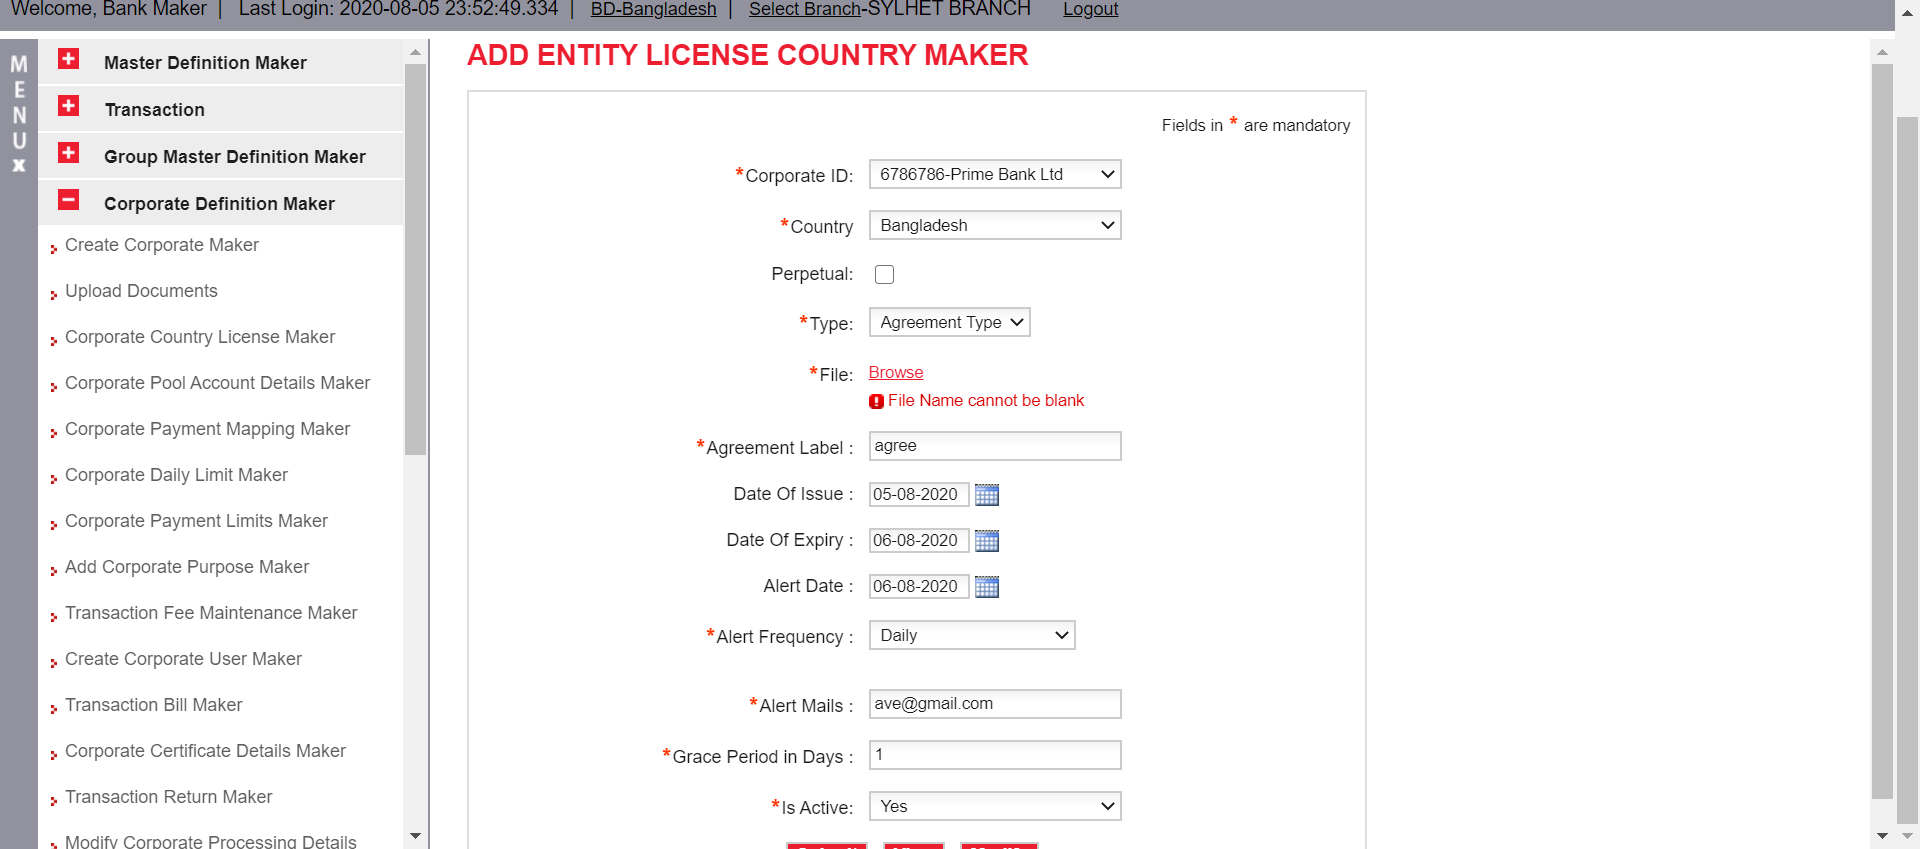 Welcome, Bank Maker | Last Login: 2020-08-05 23:52:49.334 | BD-Bangladesh | Select Branch-SYLHET BRANCH Logout
MENU X
Master Definition Maker
Transaction
Group Master Definition Maker
Corporate Definition Maker
Create Corporate Maker
Upload Documents
Corporate Country License Maker
Corporate Pool Account Details Maker
Corporate Payment Mapping Maker
Corporate Daily Limit Maker
Corporate Payment Limits Maker
Add Corporate Purpose Maker
Transaction Fee Maintenance Maker
Create Corporate User Maker
Transaction Bill Maker
Corporate Certificate Details Maker
Transaction Return Maker
Modify Corporate Processing Details
ADD ENTITY LICENSE COUNTRY MAKER
Fields in * are mandatory
*Corporate ID: 6786786-Prime Bank Ltd
*Country Bangladesh
Perpetual:
*Type: Agreement Type
*File: Browse
File Name cannot be blank
*Agreement Label : agree
Date Of Issue : 05-08-2020
Date Of Expiry : 06-08-2020
Alert Date : 06-08-2020
*Alert Frequency : Daily
*Alert Mails : ave@gmail.com
*Grace Period in Days : 1
*Is Active: Yes